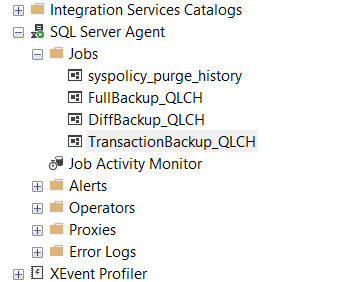 Integration Services Catalogs
SQL Server Agent
Jobs
syspolicy_purge_history
FullBackup_QLCH
DiffBackup_QLCH
TransactionBackup_QLCH
Job Activity Monitor
Alerts
Operators
Proxies
Error Logs
XEvent Profiler